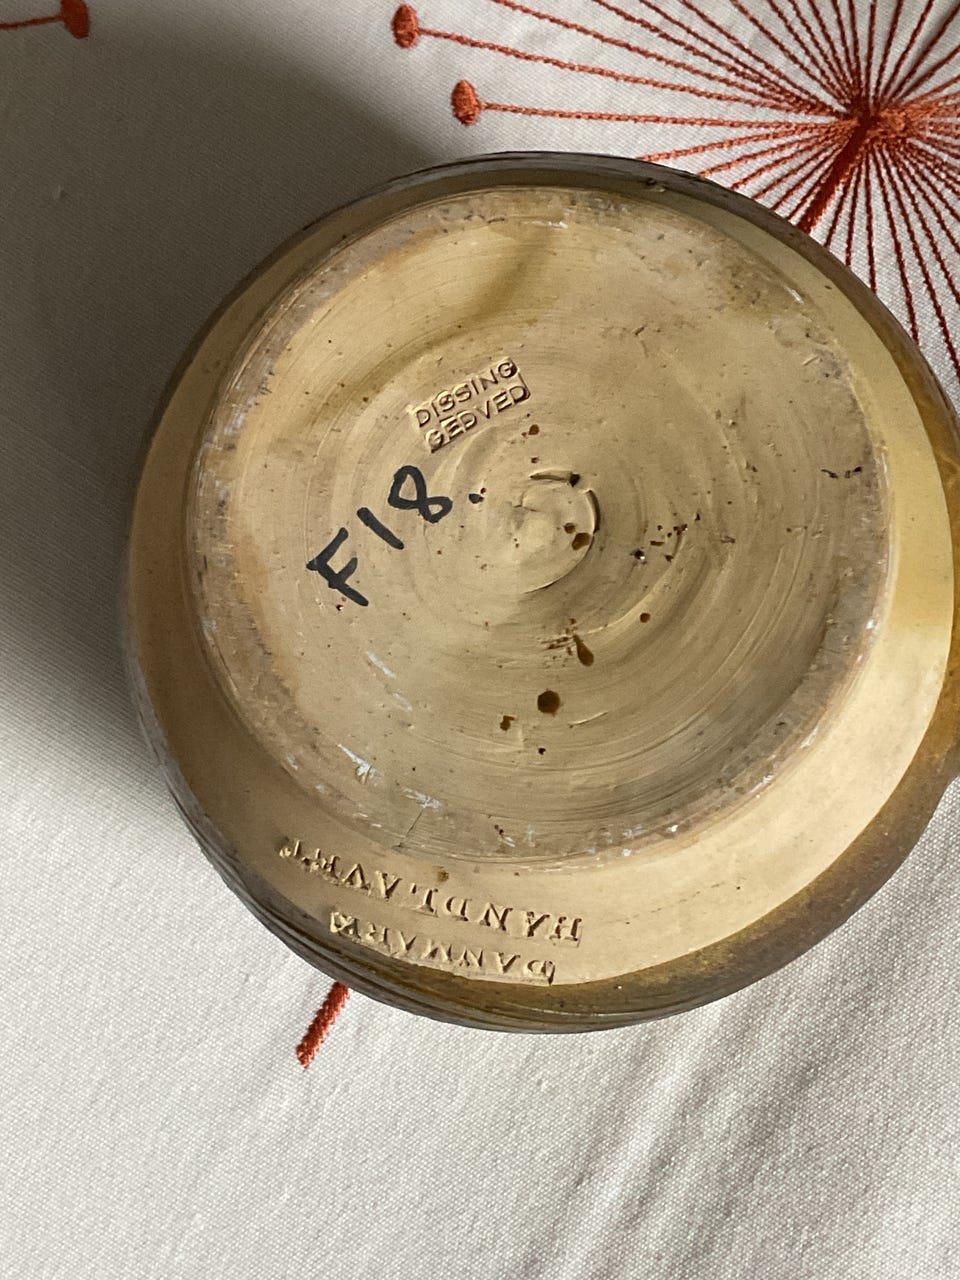 DISSING
GEDVED
F18.
HANDLAVET
DANMARK